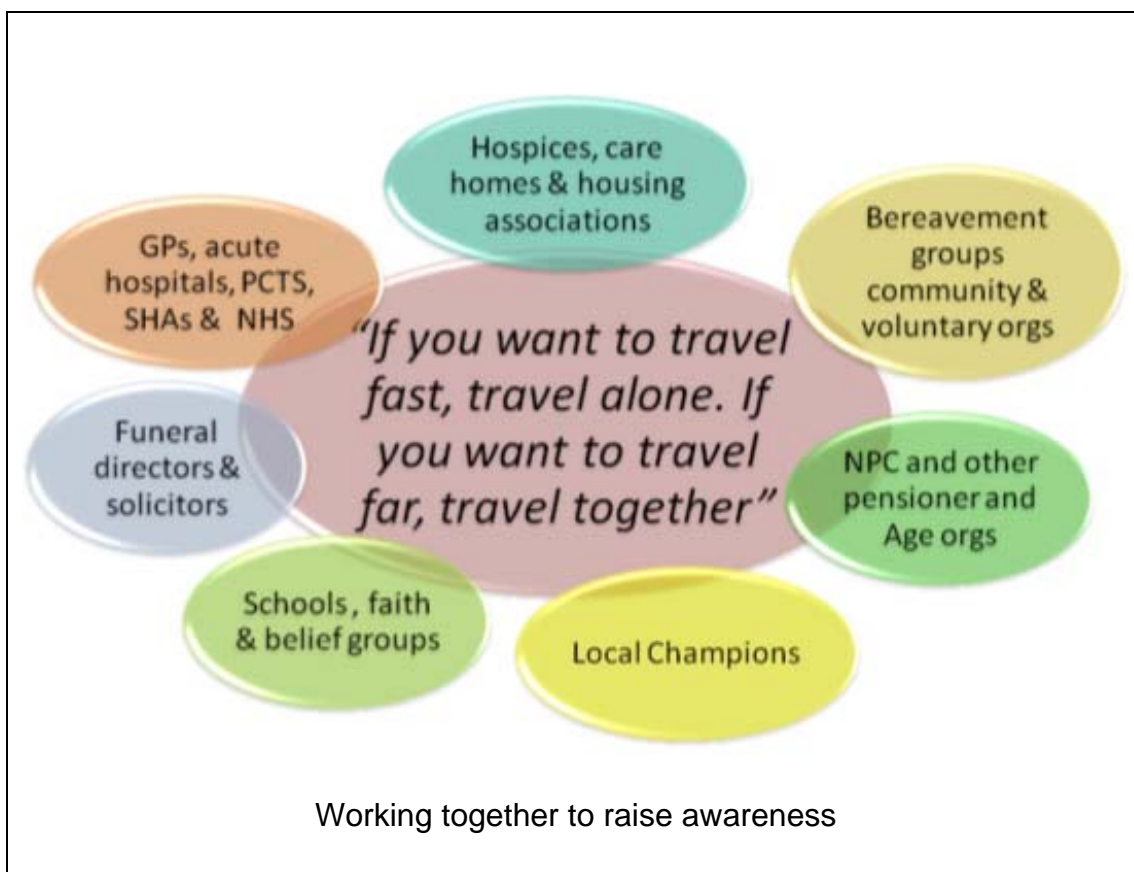 Hospices, care
homes & housing
associations
Bereavement
groups
community &
voluntary orgs
GPs, acute
hospitals, PCTS,
SHAs & NHS
"If you want to travel
fast, travel alone. If
you want to travel
far, travel together"
Funeral
directors &
solicitors
NPC and other
pensioner and
Age orgs
Schools , faith
& belief groups
Local Champions
Working together to raise awareness